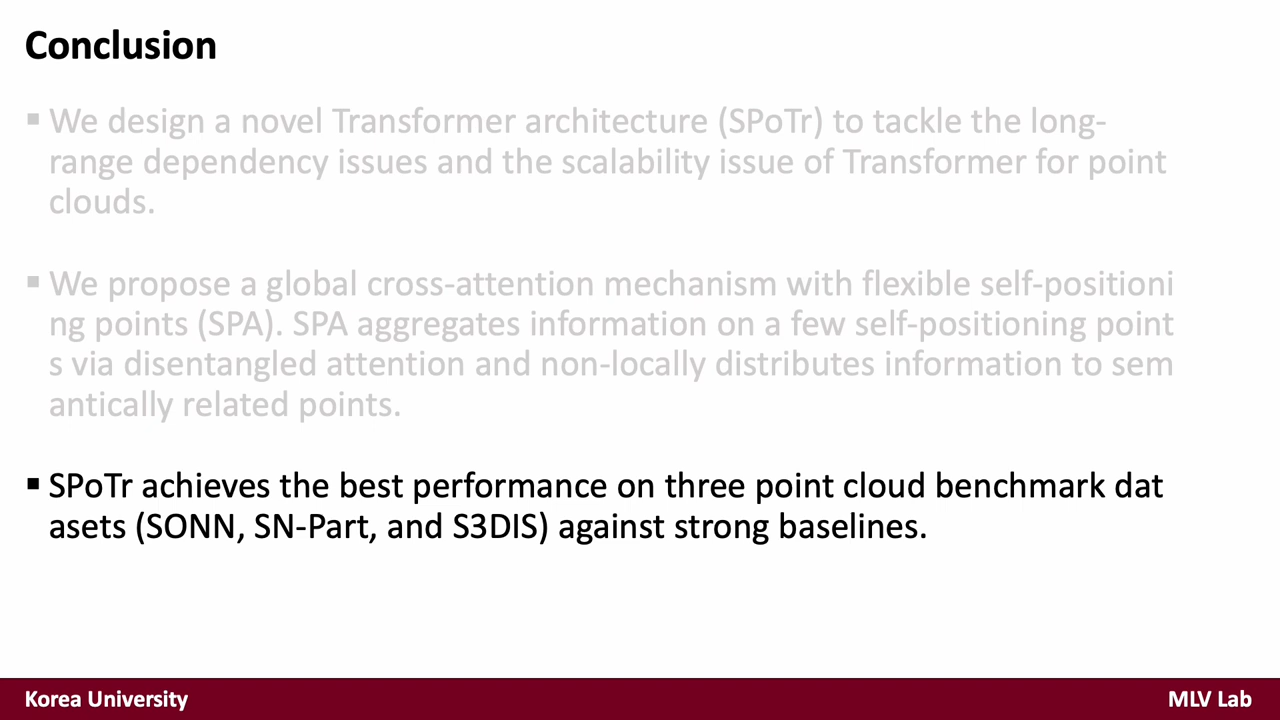 Conclusion
▪ We design a novel Transformer architecture (SPoTr) to tackle the long-
range dependency issues and the scalability issue of Transformer for point
clouds.
▪ We propose a global cross-attention mechanism with flexible self-positioni
ng points (SPA). SPA aggregates information on a few self-positioning point
s via disentangled attention and non-locally distributes information to sem
antically related points.
▪ SPoTr achieves the best performance on three point cloud benchmark dat
asets (SONN, SN-Part, and S3DIS) against strong baselines.
Korea University
MLV Lab